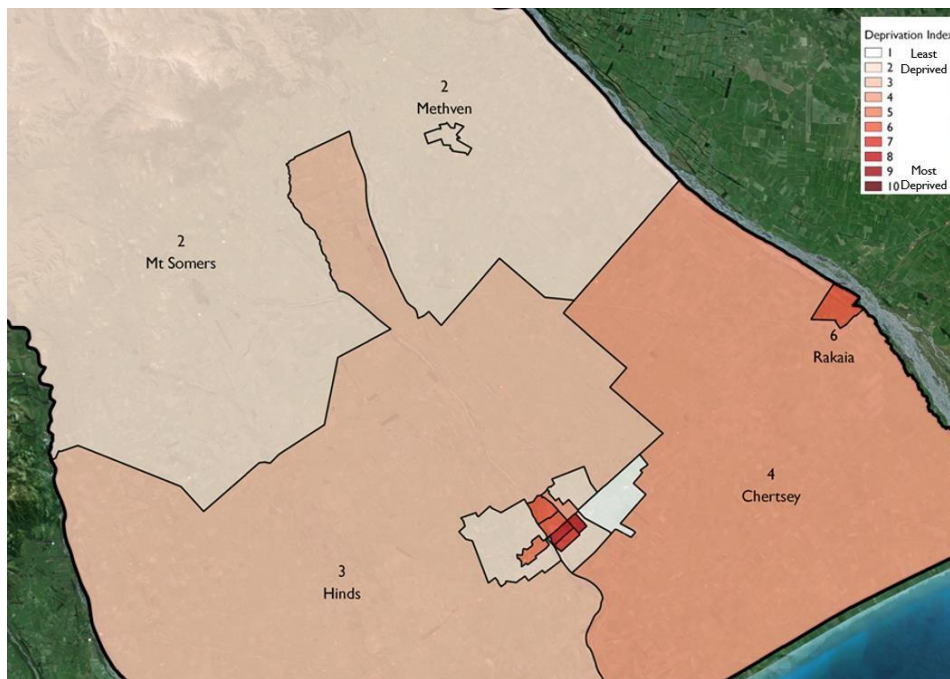 Deprivation Index
1 Least
2 Deprived
3
4
5
6
7
8
9 Most
10 Deprived
2
Methven
2
Mt Somers
6
Rakaia
4
Chertsey
3
Hinds